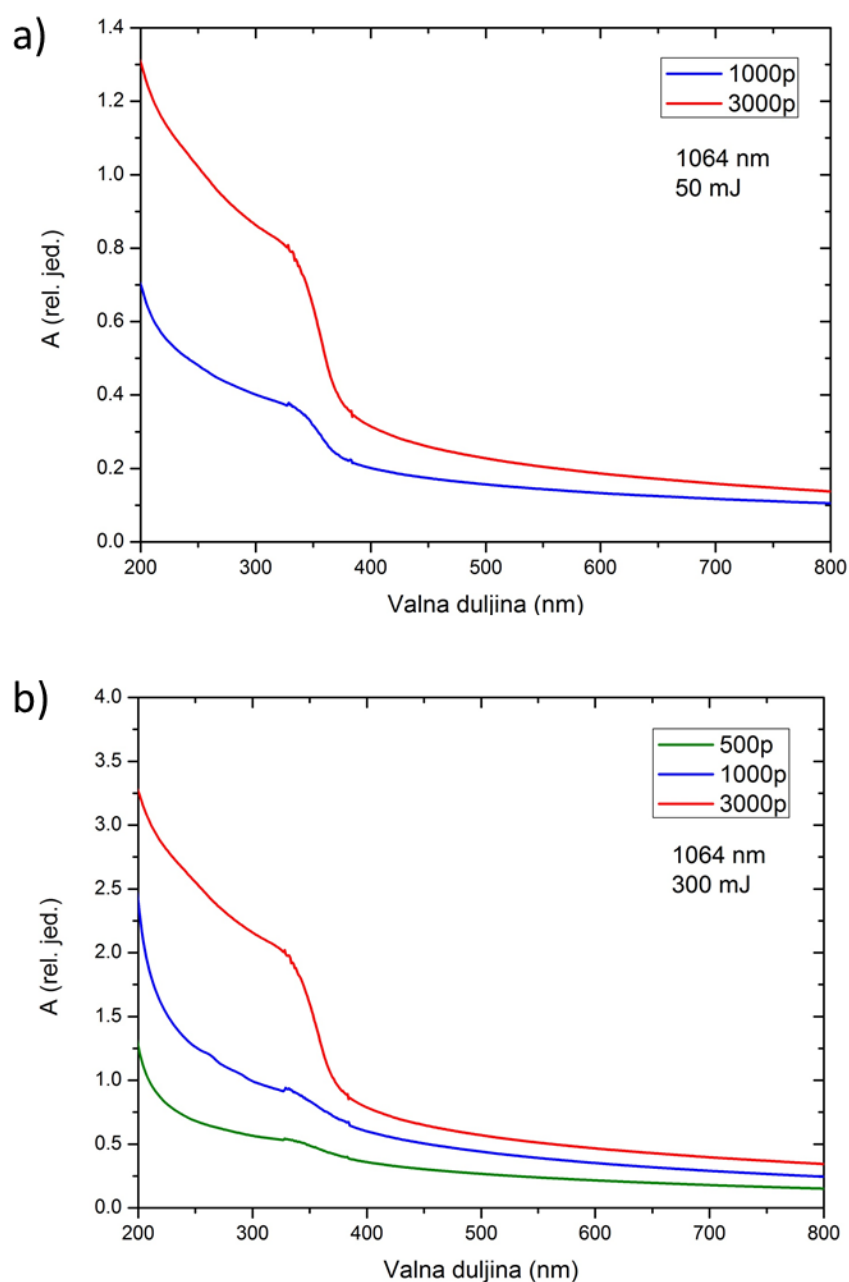 a)
1.4
1.2
1.0
0.8
0.6
0.4
0.2
0.0
A (rel. jed.)
1000p
3000p
1064 nm
50 mJ
200 300 400 500 600 700 800
Valna duljina (nm)
b)
4.0
3.5
3.0
2.5
2.0
1.5
1.0
0.5
0.0
A (rel. jed.)
500p
1000p
3000p
1064 nm
300 mJ
200 300 400 500 600 700 800
Valna duljina (nm)